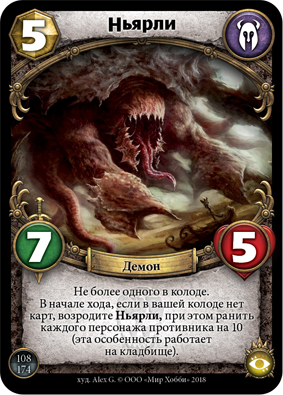 5
Ньярли
7
Демон
5
Не более одного в колоде.
В начале хода, если в вашей колоде нет
карт, возродите Ньярли, при этом ранить
каждого персонажа противника на 10
(эта особенность работает
на кладбище).
108
174
худ. Alex G. © ООО «Мир Хобби» 2018